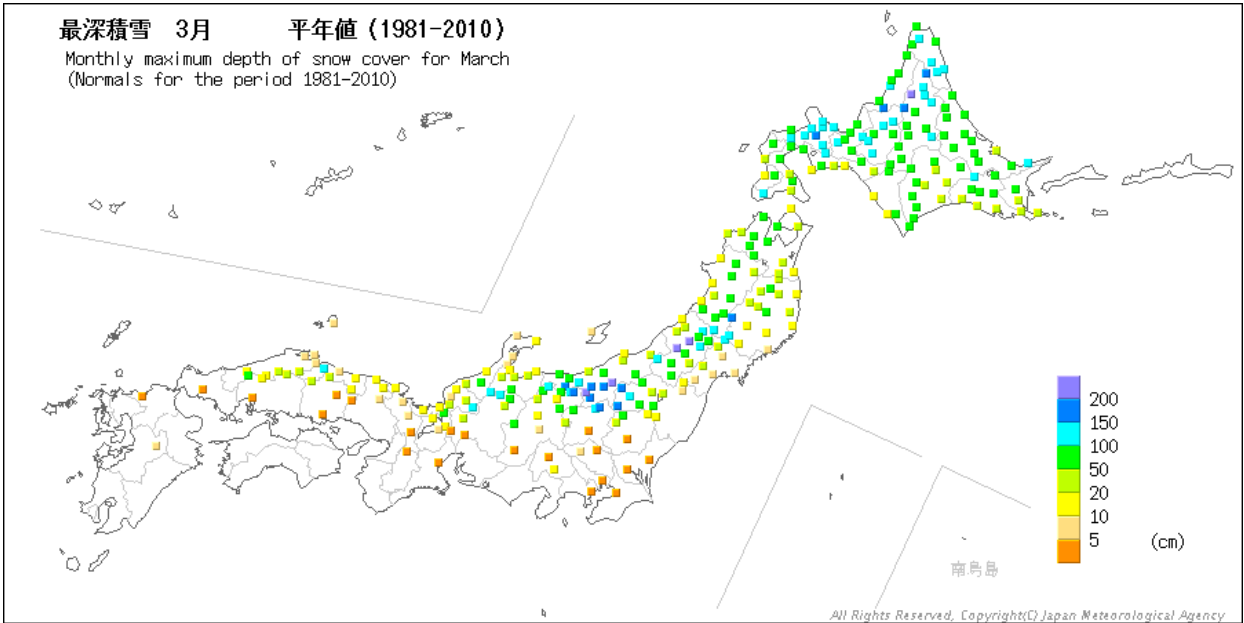 最深積雪 3月 平年値 (1981-2010)
Monthly maximum depth of snow cover for March
(Normals for the period 1981-2010)
200
150
100
50
20
10
5
(cm)
南鳥島
All Rights Reserved, Copyright(C) Japan Meteorological Agency